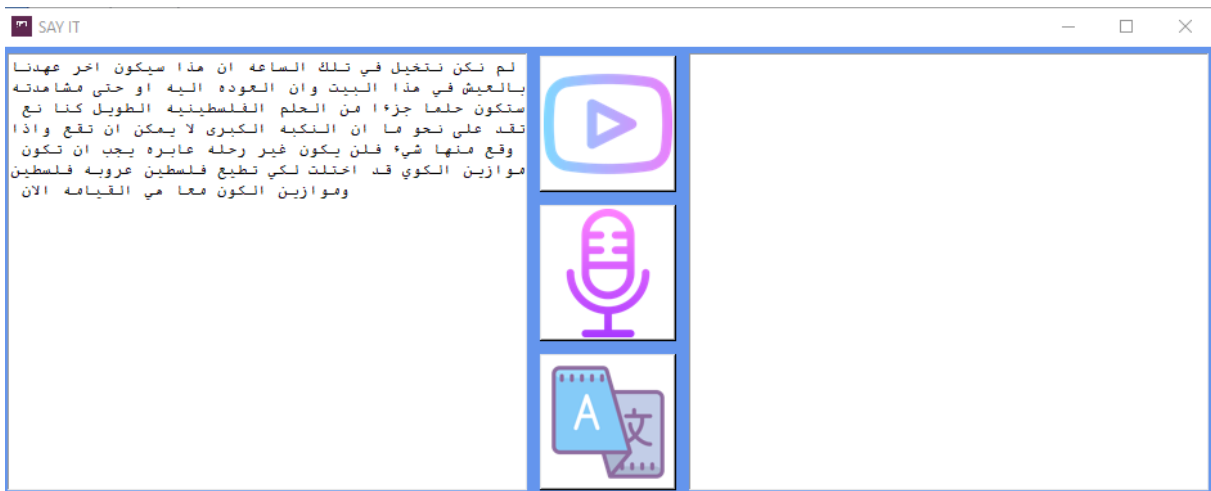 SAY IT
لم نكن نتخيل في تلك الساعه ان هذا سيكون اخر عهدنا
بالعيش في هذا البيت وان العوده اليه او حتى مشاهدته
ستكون حلما جزءا من الحلم الفلسطينيه الطويل كنا نع
تقد على نحو ما ان النكبه الكبرى لا يمكن ان تقع واذا
وقع منها شيء فلن يكون غير رحله عابره يجب ان تكون
موازين الكوي قد اختلت لكي تطيع فلسطين عروبه فلسطين
وموازين الكون معا هي القيامه الان
A
文